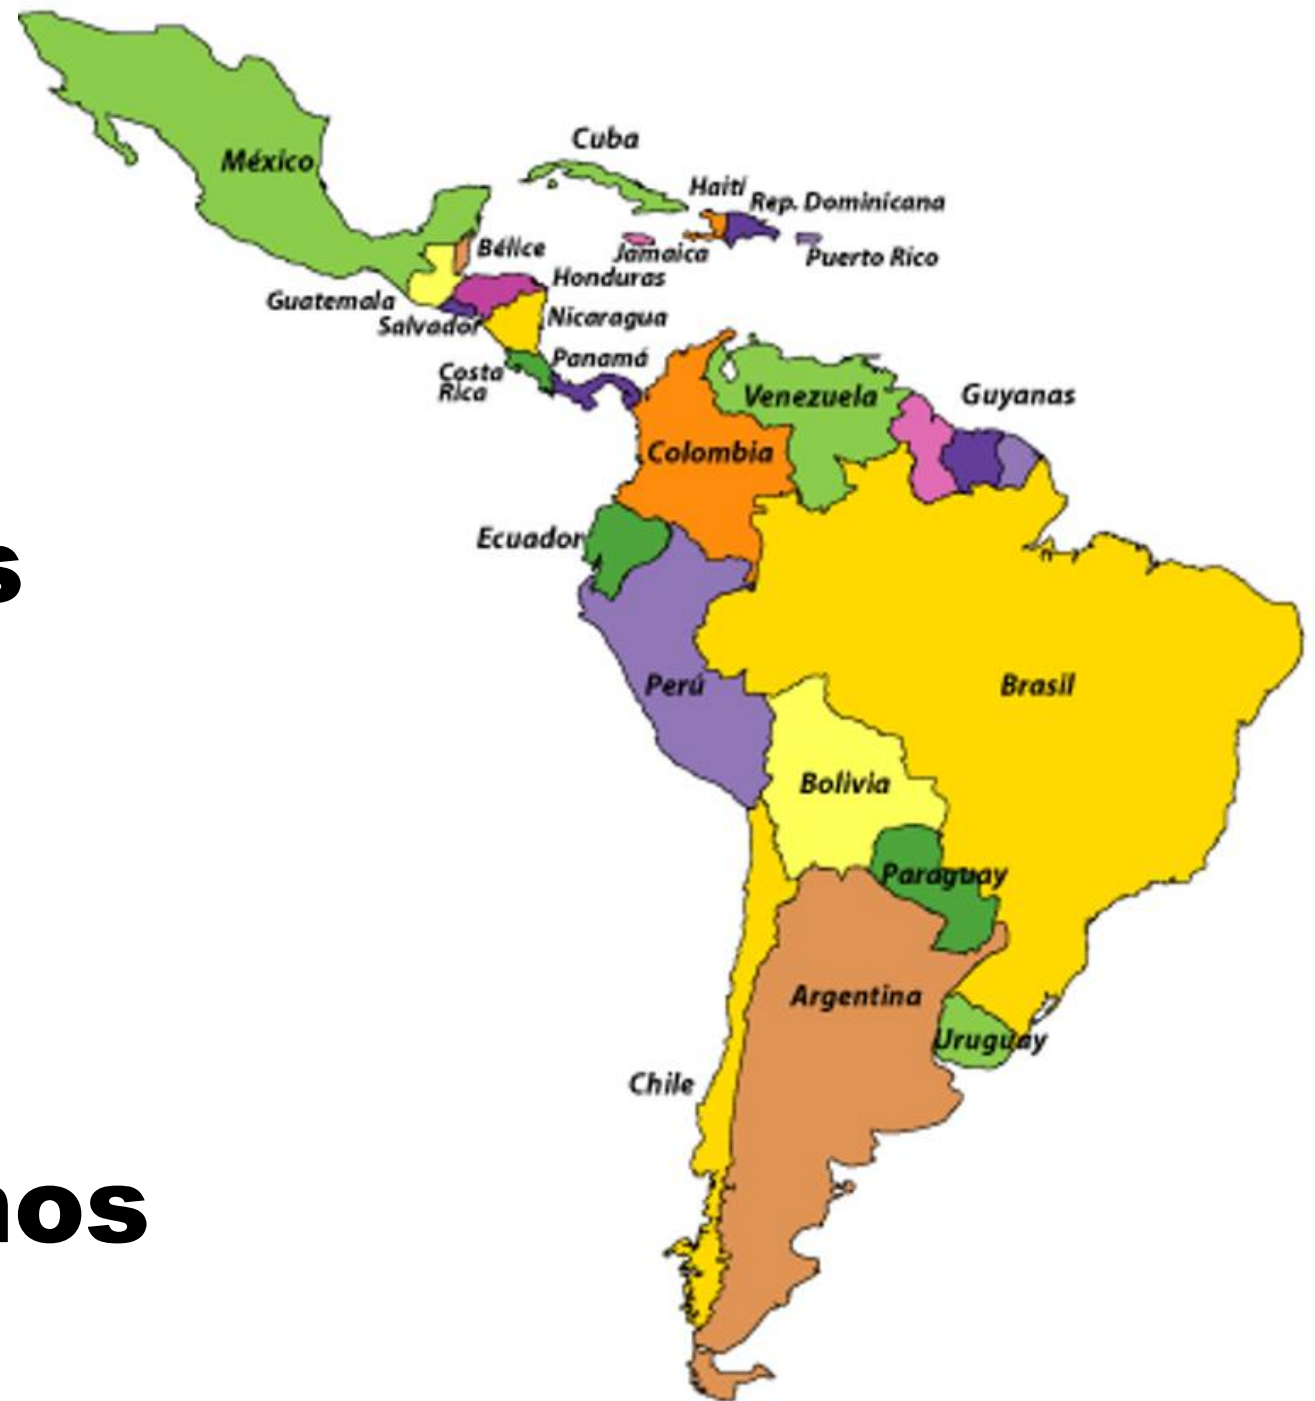 México
Cuba
Haití
Rep. Dominicana
Jamaica
Puerto Rico
Bélice
Honduras
Guatemala
Salvador
Nicaragua
Costa
Rica
Panamá
Venezuela
Guyanas
Colombia
Ecuador
s
Perú
Brasil
Bolivia
Paraguay
Argentina
Uruguay
Chile
nos